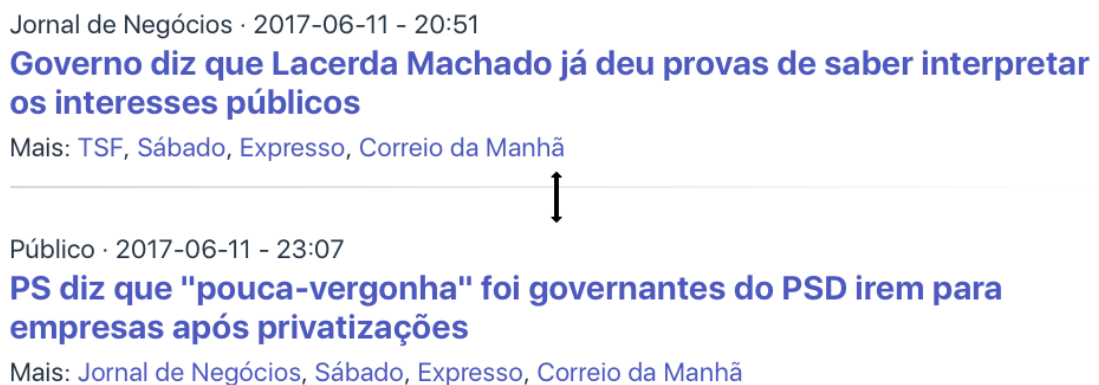 Jornal de Negócios · 2017-06-11 - 20:51
Governo diz que Lacerda Machado já deu provas de saber interpretar
os interesses públicos
Mais: TSF, Sábado, Expresso, Correio da Manhã
Público · 2017-06-11 - 23:07
PS diz que "pouca-vergonha" foi governantes do PSD irem para
empresas após privatizações
Mais: Jornal de Negócios, Sábado, Expresso, Correio da Manhã